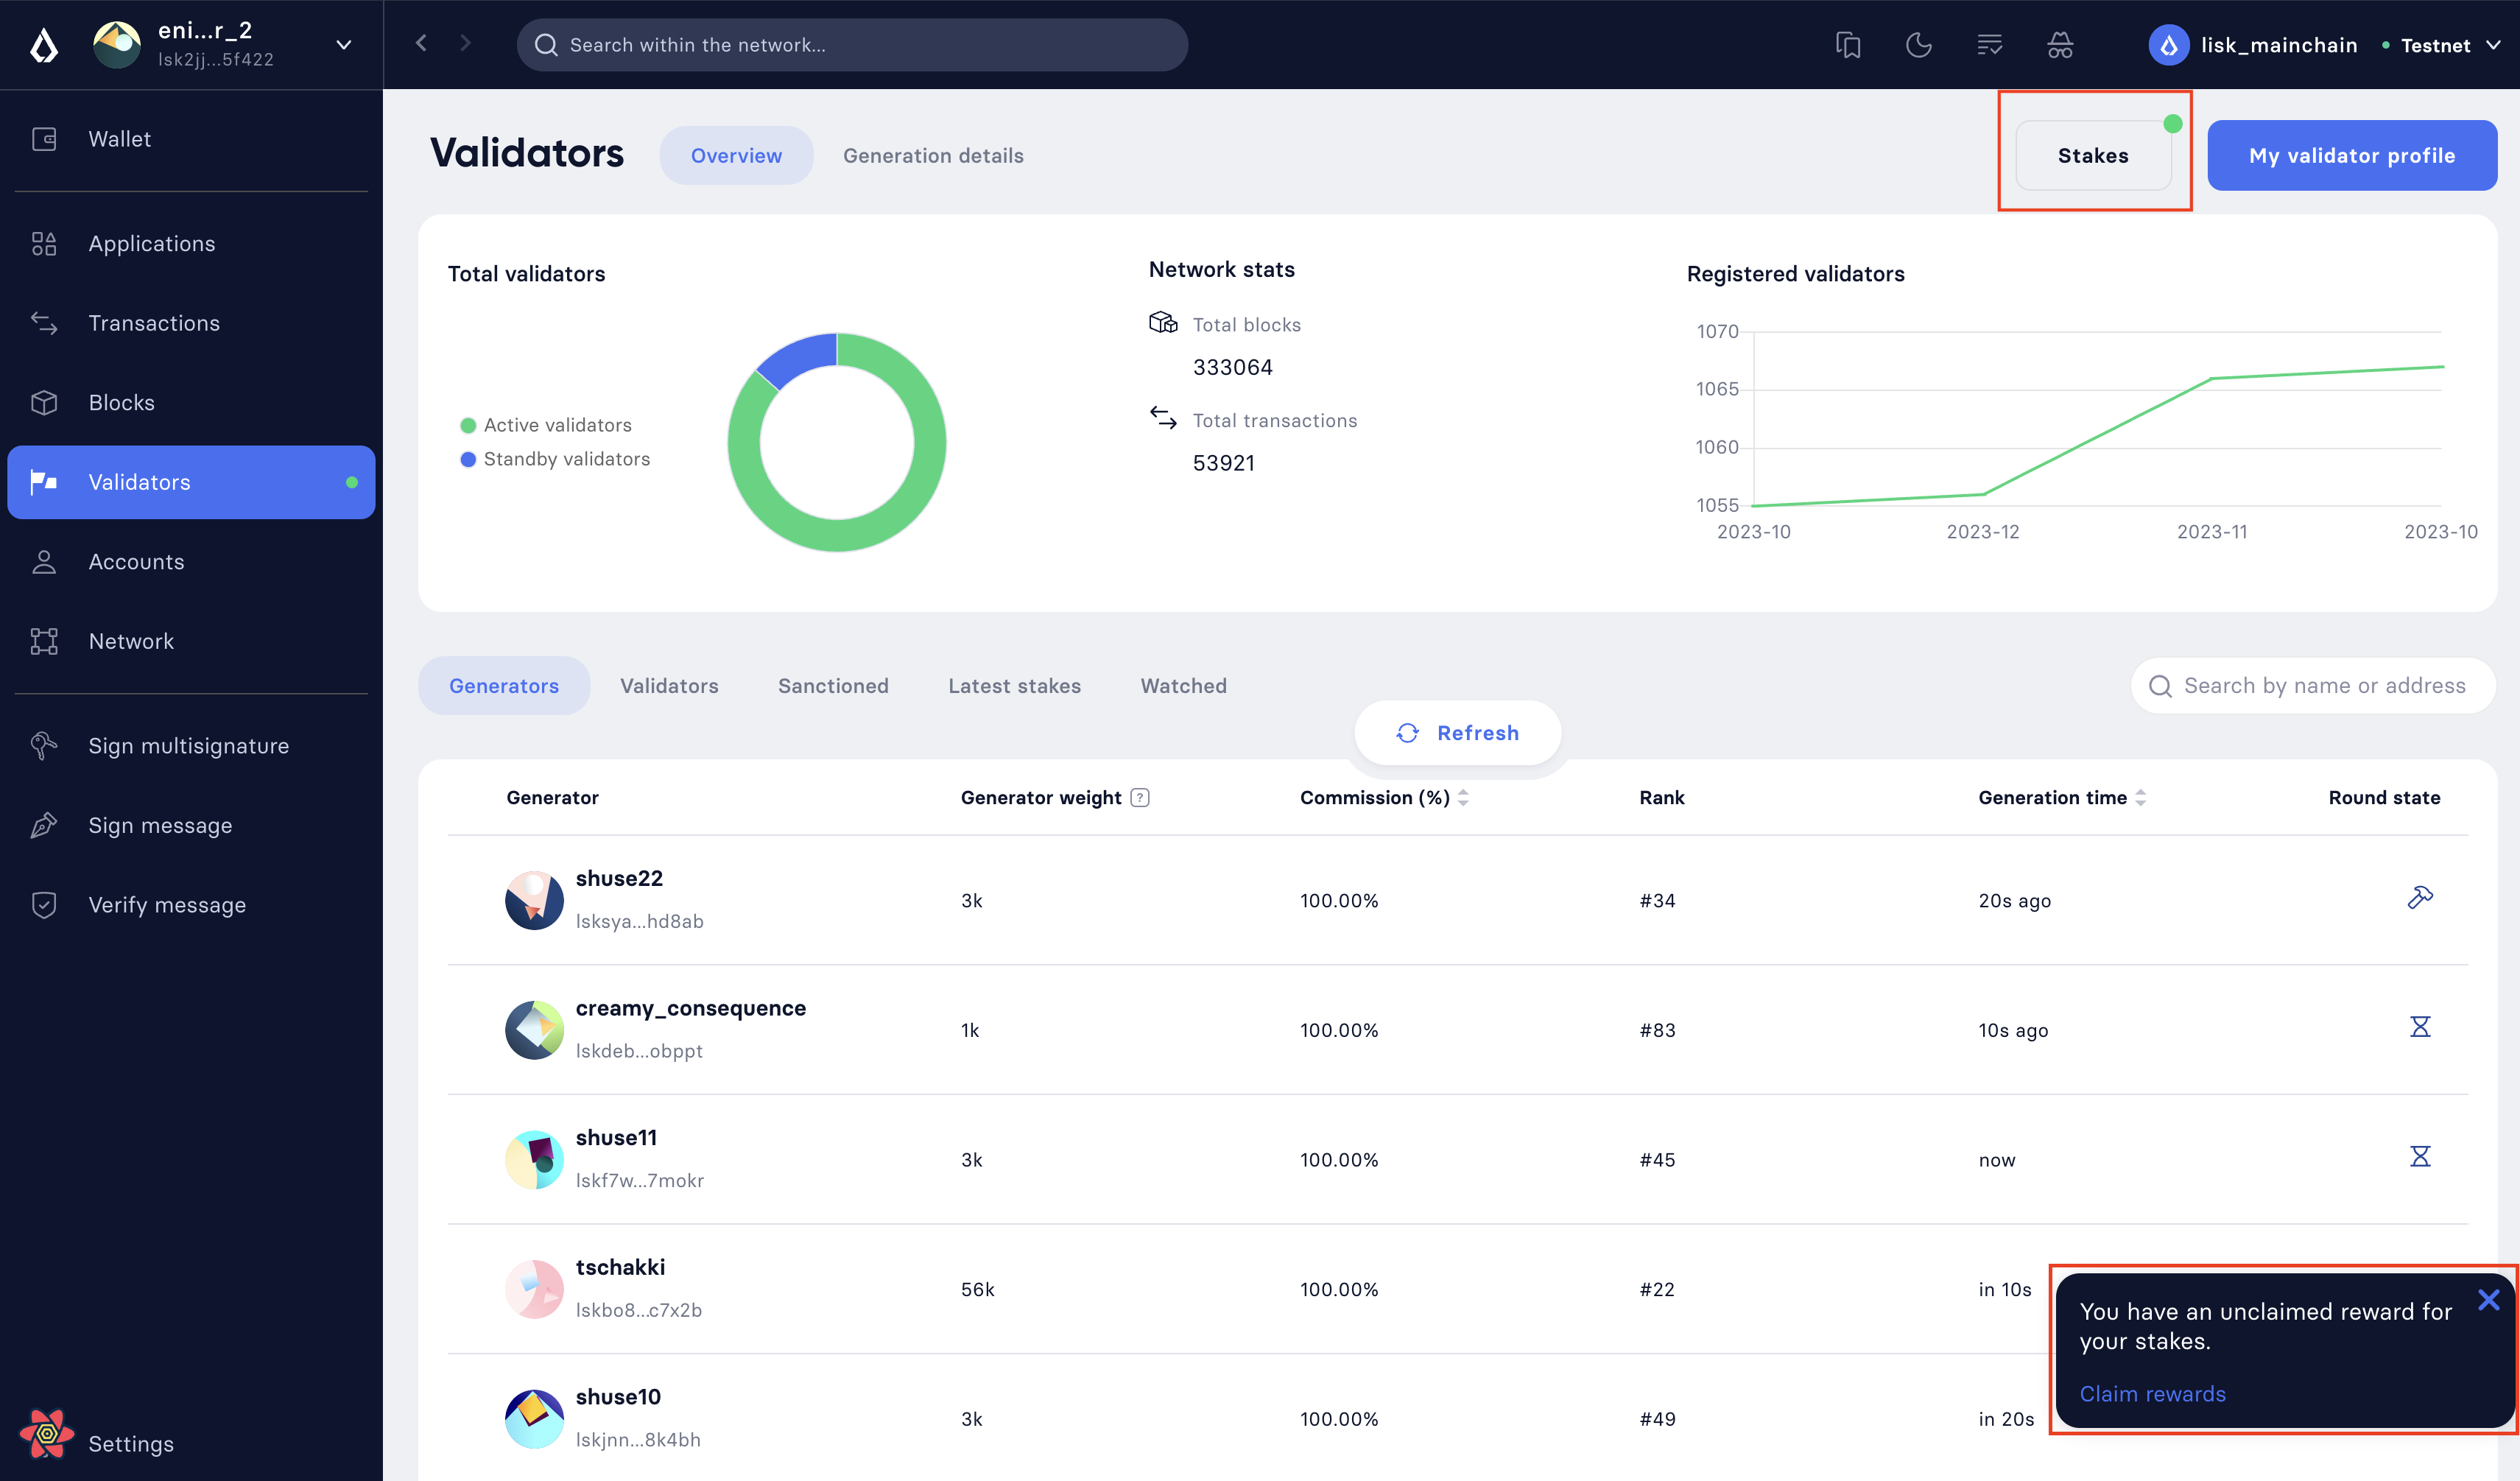 eni...r_2
lsk2jj...5f422
Search within the network...
lisk_mainchain
Testnet
Wallet
Applications
Transactions
Blocks
Validators
Accounts
Network
Sign multisignature
Sign message
Verify message
Settings
Validators
Overview
Generation details
Stakes
My validator profile
Total validators
Active validators
Standby validators
Network stats
Total blocks
333064
Total transactions
53921
Registered validators
1070
1065
1060
1055
2023-10 2023-12 2023-11 2023-10
Generators Validators Sanctioned Latest stakes Watched
Search by name or address
Refresh
Generator Generator weight ? Commission (%) Rank Generation time Round state
shuse22
lsksya...hd8ab
3k 100.00% #34 20s ago
creamy_consequence
lskdeb...obppt
1k 100.00% #83 10s ago
shuse11
lskf7w...7mokr
3k 100.00% #45 now
tschakki
lskbo8...c7x2b
56k 100.00% #22 in 10s
shuse10
lskjnn...8k4bh
3k 100.00% #49 in 20s
You have an unclaimed reward for
your stakes.
Claim rewards